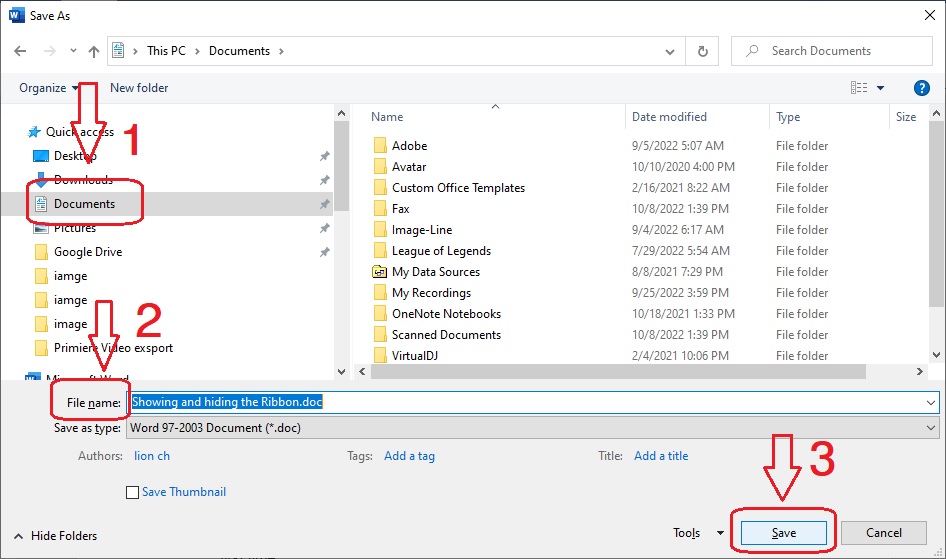 Save As
This PC > Documents >
Search Documents
Organize
New folder
?
1
Name
Date modified
Type
Size
Quick access
Desktop
Downloads
Documents
Pictures
Google Drive
iamge
iamge
image
Primiere Video exsport
Microsoft Word
Adobe 9/5/2022 5:07 AM File folder
Avatar 10/10/2020 4:00 PM File folder
Custom Office Templates 2/16/2021 8:22 AM File folder
Fax 10/8/2022 1:39 PM File folder
Image-Line 9/4/2022 6:17 AM File folder
League of Legends 7/29/2022 5:54 AM File folder
My Data Sources 8/8/2021 7:29 PM File folder
My Recordings 9/25/2022 3:59 PM File folder
OneNote Notebooks 10/18/2021 1:33 PM File folder
Scanned Documents 10/8/2022 1:39 PM File folder
VirtualDJ 2/4/2021 10:06 PM File folder
2
File name: Showing and hiding the Ribbon.doc
Save as type: Word 97-2003 Document (*.doc)
Authors: lion ch
Tags: Add a tag
Title: Add a title
Save Thumbnail
3
Hide Folders
Tools
Save
Cancel